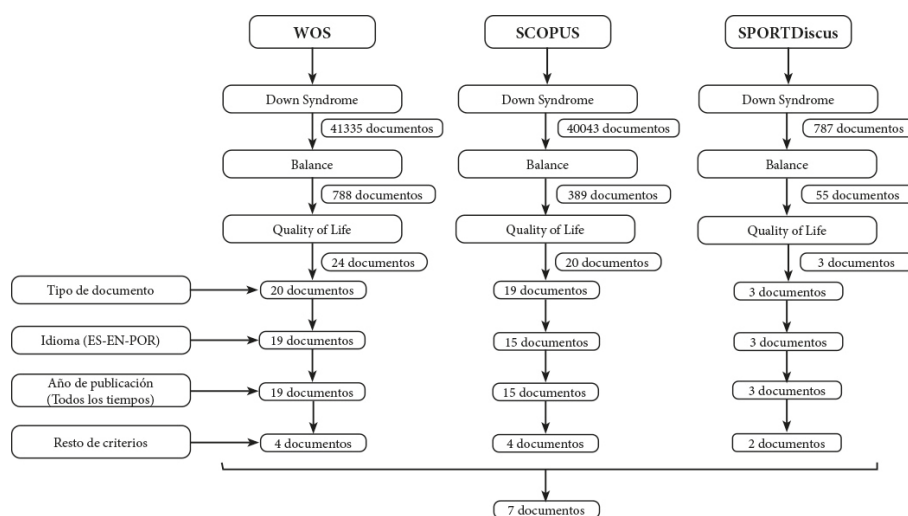 WOS
SCOPUS
SPORTDiscus
Down Syndrome
Down Syndrome
Down Syndrome
41335 documentos
40043 documentos
787 documentos
Balance
Balance
Balance
788 documentos
389 documentos
55 documentos
Quality of Life
Quality of Life
Quality of Life
24 documentos
20 documentos
3 documentos
Tipo de documento
20 documentos
19 documentos
3 documentos
Idioma (ES-EN-POR)
19 documentos
15 documentos
3 documentos
Año de publicación
(Todos los tiempos)
19 documentos
15 documentos
3 documentos
Resto de criterios
4 documentos
4 documentos
2 documentos
7 documentos